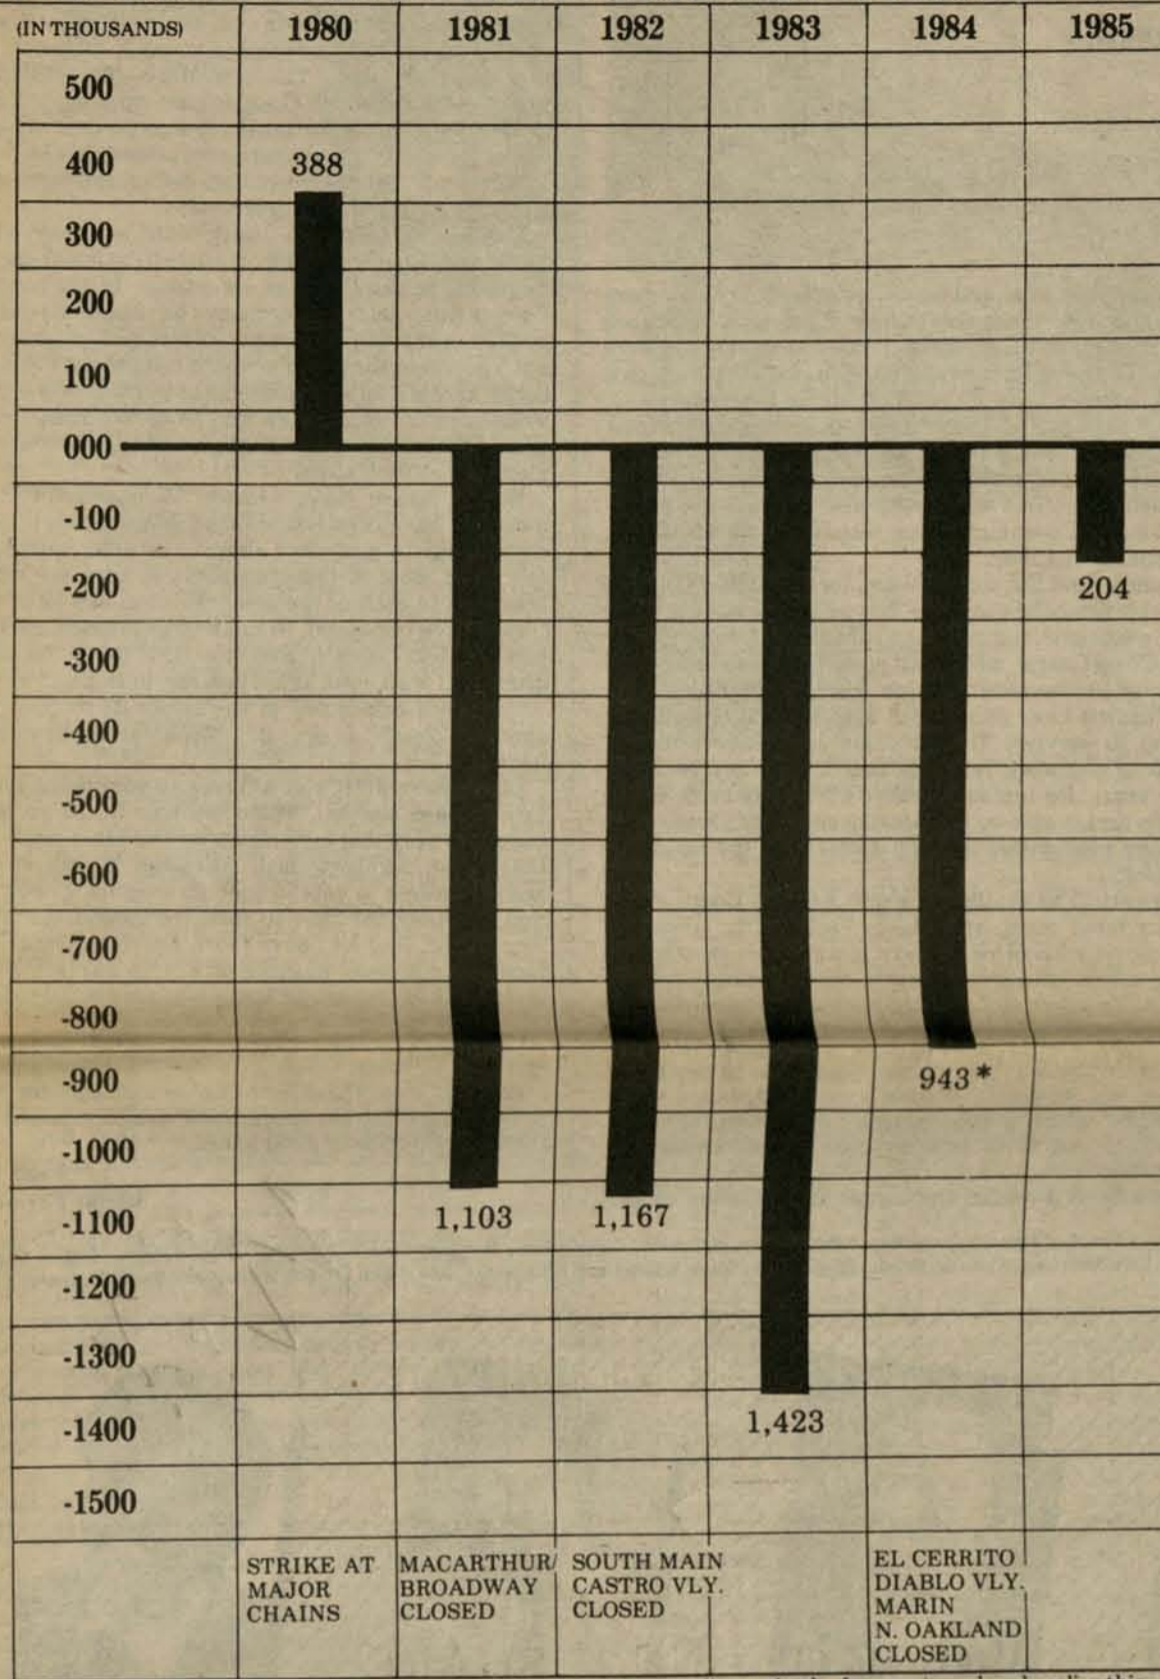 (IN THOUSANDS) 1980 1981 1982 1983 1984 1985
500
400
388
300
200
100
000
-100
-200
204
-300
-400
-500
-600
-700
-800
-900
943*
-1000
-1100
1,103 1,167
-1200
-1300
-1400
1,423
-1500
STRIKE AT
MAJOR
CHAINS
MACARTHUR/
BROADWAY
CLOSED
SOUTH MAIN
CASTRO VLY.
CLOSED
EL CERRITO
DIABLO VLY.
MARIN
N. OAKLAND
CLOSED